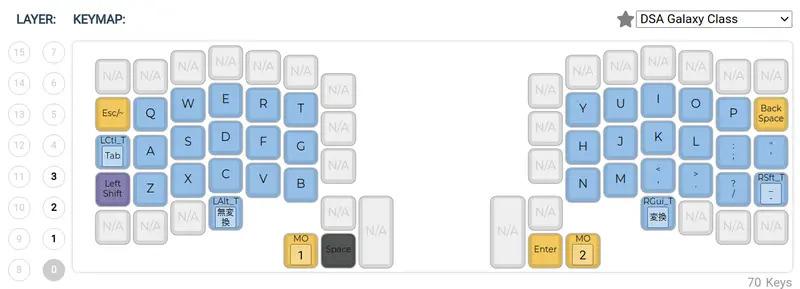 LAYER: KEYMAP: DSA Galaxy Class
15 7
14 6
13 5
12 4
11 3
10 2
9 1
8 0
N/A N/A N/A N/A N/A N/A N/A
Esc/~ Q W E R T N/A
LCtl_T Tab A S D F G N/A
Left Shift Z X C V B
N/A N/A N/A LAlt_T 無変換 N/A N/A
MO 1 Space
N/A N/A N/A N/A N/A N/A N/A
N/A Y U I O P Back Space
N/A H J K L : ; " '
N M < , > . ? / RSft_T _ -
N/A N/A RGui_T 変換 N/A N/A N/A
Enter MO 2
70 Keys